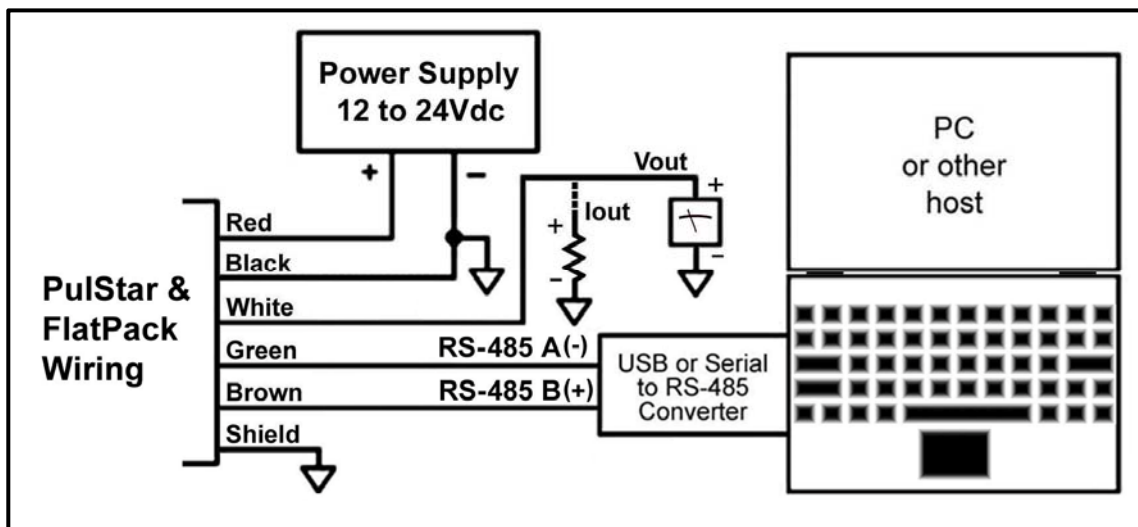 Power Supply
12 to 24Vdc
+
−
PulStar &
FlatPack
Wiring
Red
Black
White
Green
Brown
Shield
Vout
+
-
Iout
+
-
RS-485 A(-)
RS-485 B(+)
USB or Serial
to RS-485
Converter
PC
or other
host